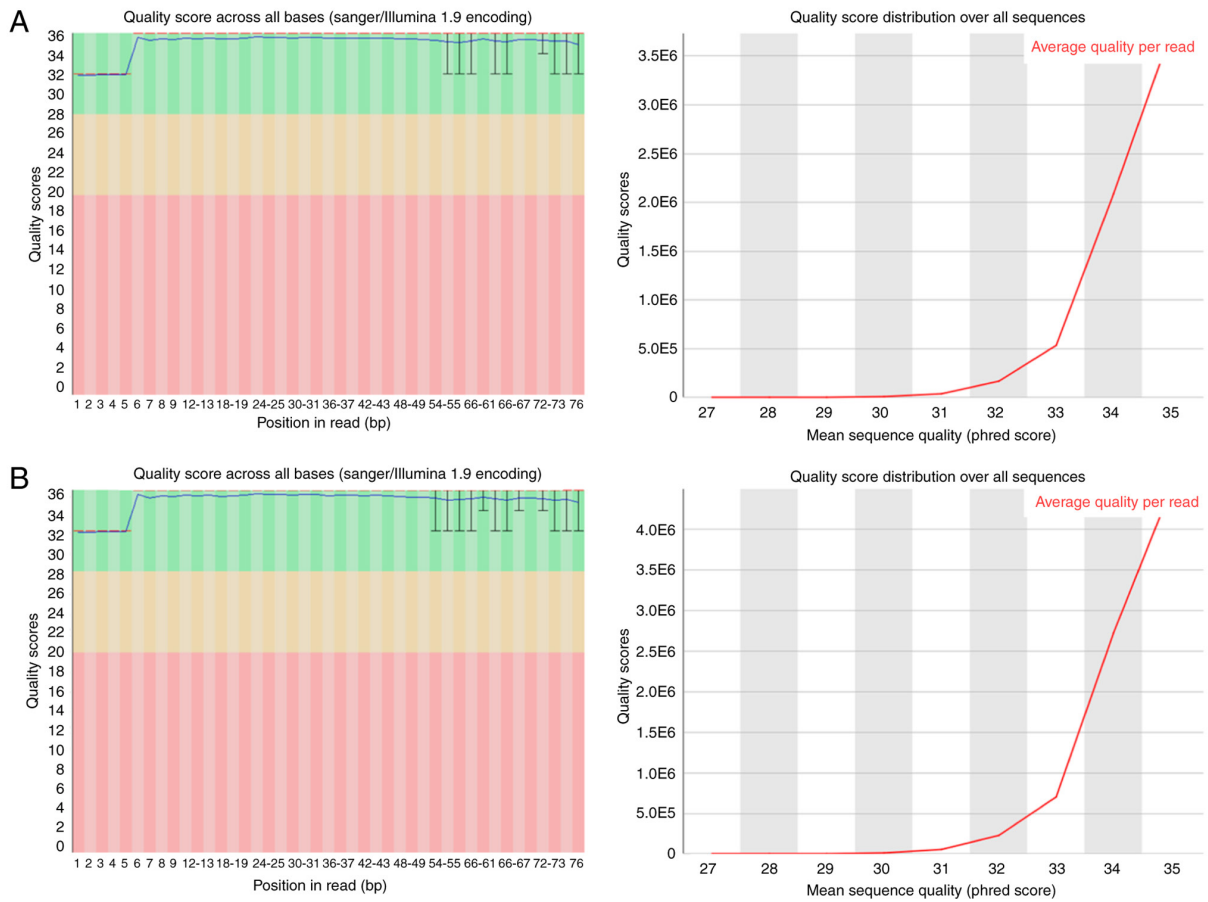 A
Quality score across all bases (sanger/Illumina 1.9 encoding)
Quality scores
36
34
32
30
28
26
24
22
20
18
16
14
12
10
8
6
4
2
0
1 2 3 4 5 6 7 8 9 12-13 18-19 24-25 30-31 36-37 42-43 48-49 54-55 66-61 66-67 72-73 76
Position in read (bp)
Quality score distribution over all sequences
Average quality per read
Quality scores
3.5E6
3.0E6
2.5E6
2.0E6
1.5E6
1.0E6
5.0E5
0
27 28 29 30 31 32 33 34 35
Mean sequence quality (phred score)
B
Quality score across all bases (sanger/Illumina 1.9 encoding)
Quality scores
36
34
32
30
28
26
24
22
20
18
16
14
12
10
8
6
4
2
0
1 2 3 4 5 6 7 8 9 12-13 18-19 24-25 30-31 36-37 42-43 48-49 54-55 66-61 66-67 72-73 76
Position in read (bp)
Quality score distribution over all sequences
Average quality per read
Quality scores
4.0E6
3.5E6
3.0E6
2.5E6
2.0E6
1.5E6
1.0E6
5.0E5
0
27 28 29 30 31 32 33 34 35
Mean sequence quality (phred score)